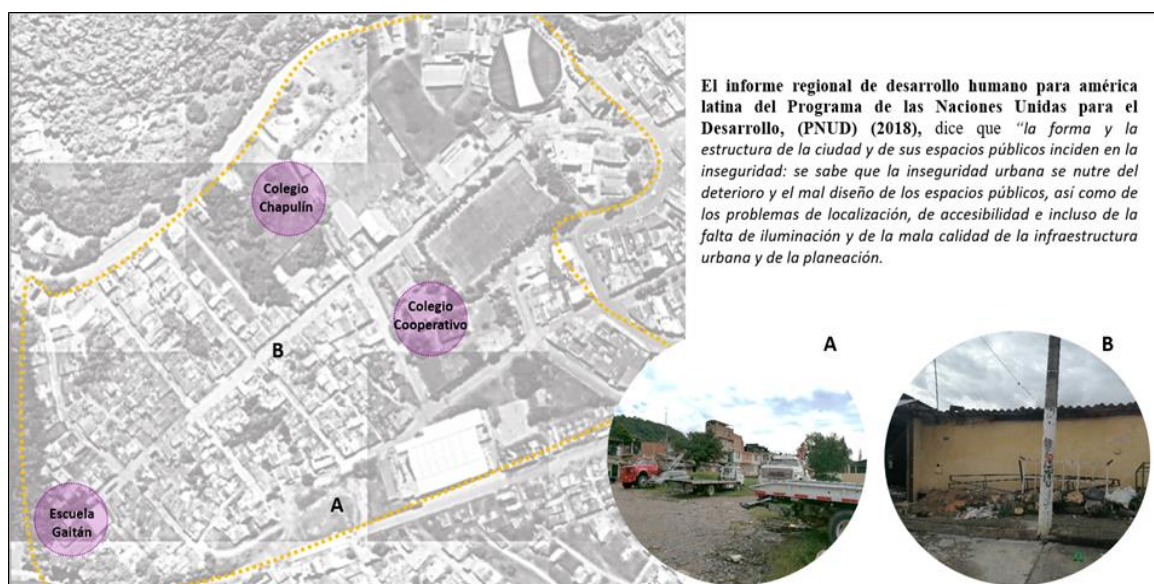 El informe regional de desarrollo humano para américa
latina del Programa de las Naciones Unidas para el
Desarrollo, (PNUD) (2018), dice que “la forma y la
estructura de la ciudad y de sus espacios públicos inciden en la
inseguridad: se sabe que la inseguridad urbana se nutre del
deterioro y el mal diseño de los espacios públicos, así como de
los problemas de localización, de accesibilidad e incluso de la
falta de iluminación y de la mala calidad de la infraestructura
urbana y de la planeación.
Colegio
Chapulín
Colegio
Cooperativo
B
Escuela
Gaitán
A
A
B